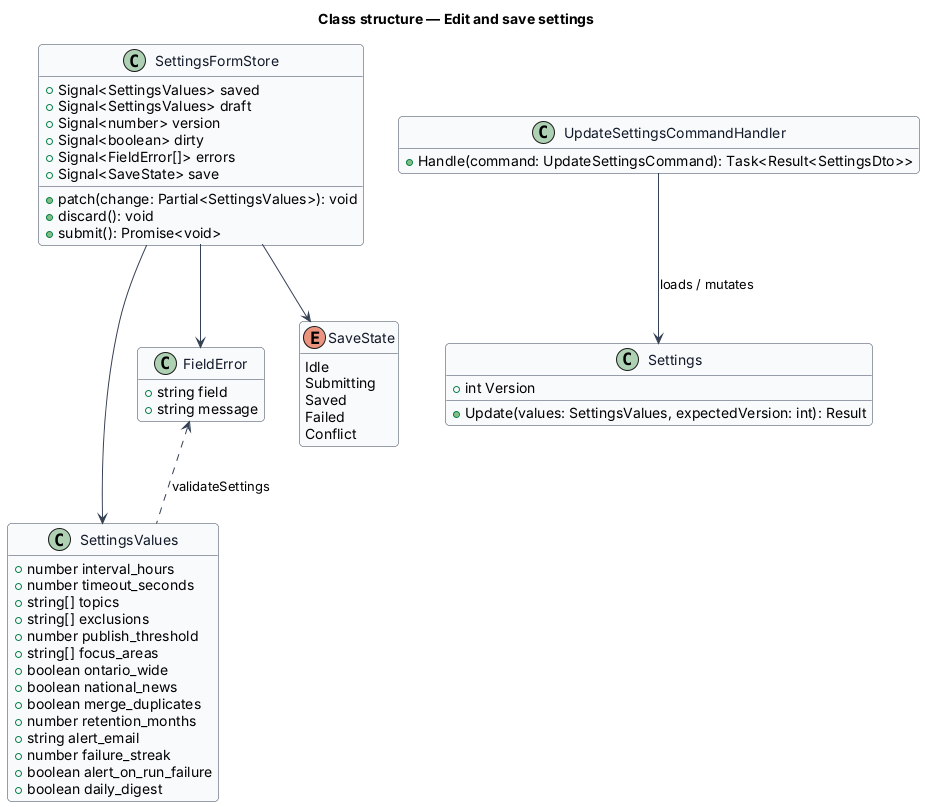 Class structure — Edit and save settings
C SettingsFormStore
Signal<SettingsValues> saved
Signal<SettingsValues> draft
Signal<number> version
Signal<boolean> dirty
Signal<FieldError[]> errors
Signal<SaveState> save
patch(change: Partial<SettingsValues>): void
discard(): void
submit(): Promise<void>
C UpdateSettingsCommandHandler
Handle(command: UpdateSettingsCommand): Task<Result<SettingsDto>>
loads / mutates
C FieldError
string field
string message
E SaveState
Idle
Submitting
Saved
Failed
Conflict
C Settings
int Version
Update(values: SettingsValues, expectedVersion: int): Result
validateSettings
C SettingsValues
number interval_hours
number timeout_seconds
string[] topics
string[] exclusions
number publish_threshold
string[] focus_areas
boolean ontario_wide
boolean national_news
boolean merge_duplicates
number retention_months
string alert_email
number failure_streak
boolean alert_on_run_failure
boolean daily_digest